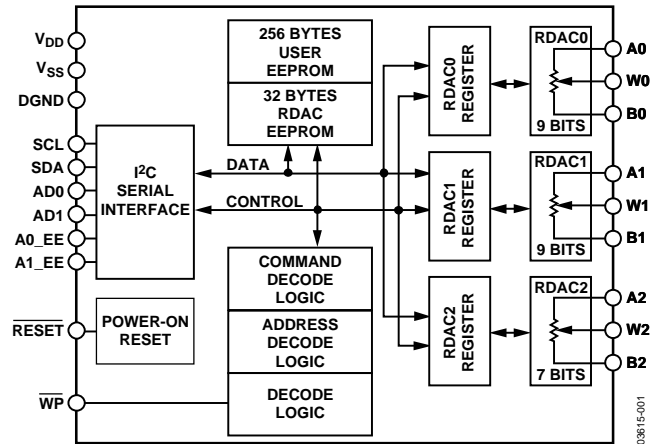 VDD
VSS
DGND
SCL
SDA
AD0
AD1
A0_EE
A1_EE
RESET
WP
I2C
SERIAL
INTERFACE
POWER-ON
RESET
256 BYTES
USER
EEPROM
32 BYTES
RDAC
EEPROM
DATA
CONTROL
COMMAND
DECODE
LOGIC
ADDRESS
DECODE
LOGIC
DECODE
LOGIC
RDAC0
REGISTER
RDAC1
REGISTER
RDAC2
REGISTER
RDAC0
9 BITS
RDAC1
9 BITS
RDAC2
7 BITS
A0
W0
B0
A1
W1
B1
A2
W2
B2
03615-001